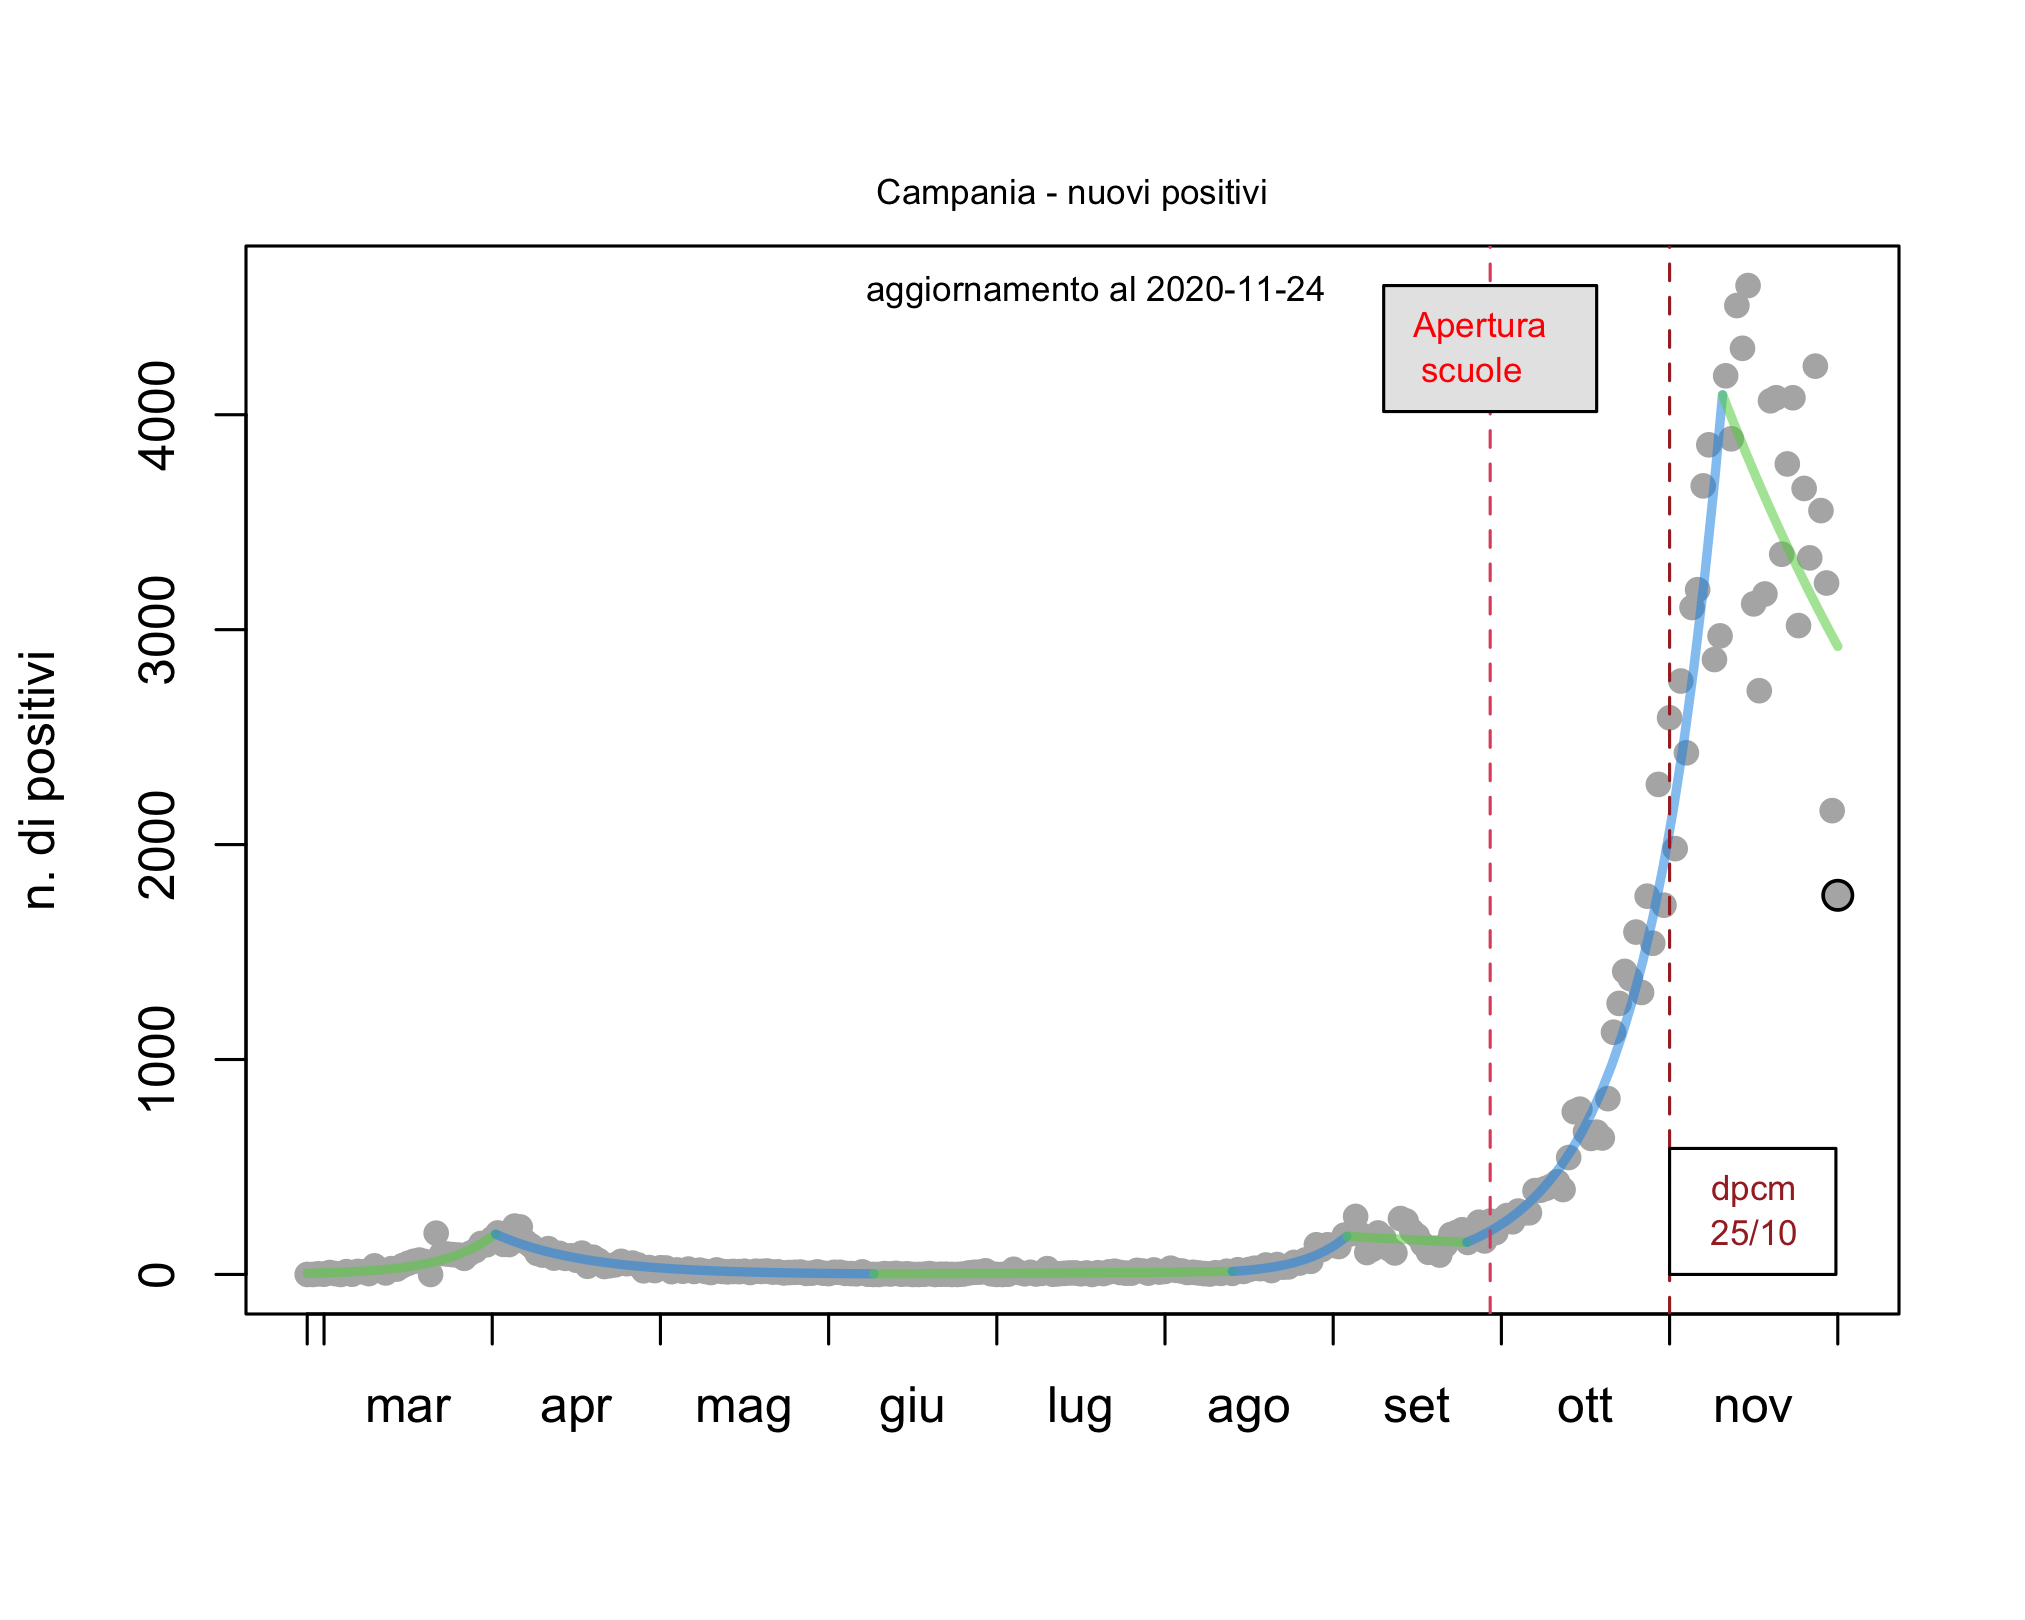 Campania - nuovi positivi
aggiornamento al 2020-11-24
Apertura
scuole
4000
3000
2000
1000
0
n. di positivi
dpcm
25/10
mar apr mag giu lug ago set ott nov